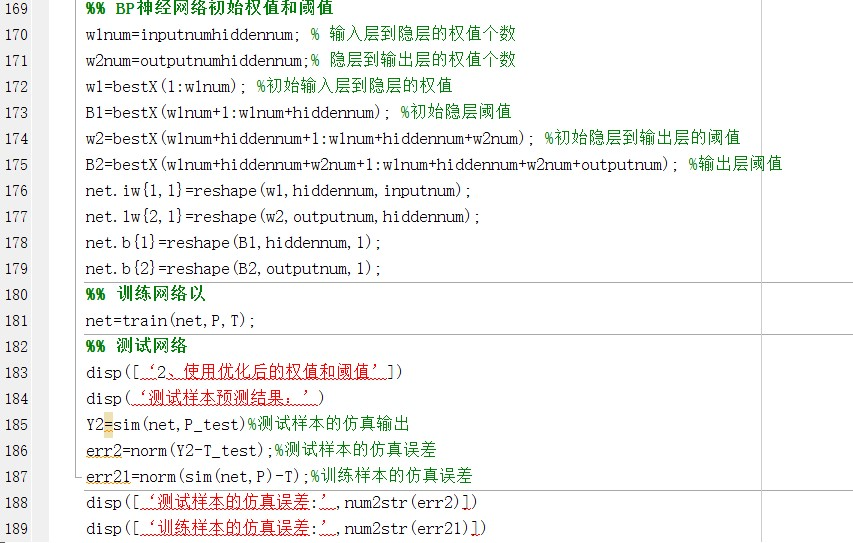 169 %% BP神经网络初始权值和阈值
170 w1num=inputnumhiddennum; % 输入层到隐层的权值个数
171 w2num=outputnumhiddennum;% 隐层到输出层的权值个数
172 w1=bestX(1:w1num); %初始输入层到隐层的权值
173 B1=bestX(w1num+1:w1num+hiddennum); %初始隐层阈值
174 w2=bestX(w1num+hiddennum+1:w1num+hiddennum+w2num); %初始隐层到输出层的阈值
175 B2=bestX(w1num+hiddennum+w2num+1:w1num+hiddennum+w2num+outputnum); %输出层阈值
176 net.iw{1,1}=reshape(w1,hiddennum,inputnum);
177 net.lw{2,1}=reshape(w2,outputnum,hiddennum);
178 net.b{1}=reshape(B1,hiddennum,1);
179 net.b{2}=reshape(B2,outputnum,1);
180 %% 训练网络以
181 net=train(net,P,T);
182 %% 测试网络
183 disp([‘2、使用优化后的权值和阈值’])
184 disp(‘测试样本预测结果:’)
185 Y2=sim(net,P_test)%测试样本的仿真输出
186 err2=norm(Y2-T_test);%测试样本的仿真误差
187 err21=norm(sim(net,P)-T);%训练样本的仿真误差
188 disp([‘测试样本的仿真误差:’,num2str(err2)])
189 disp([‘训练样本的仿真误差:’,num2str(err21)])